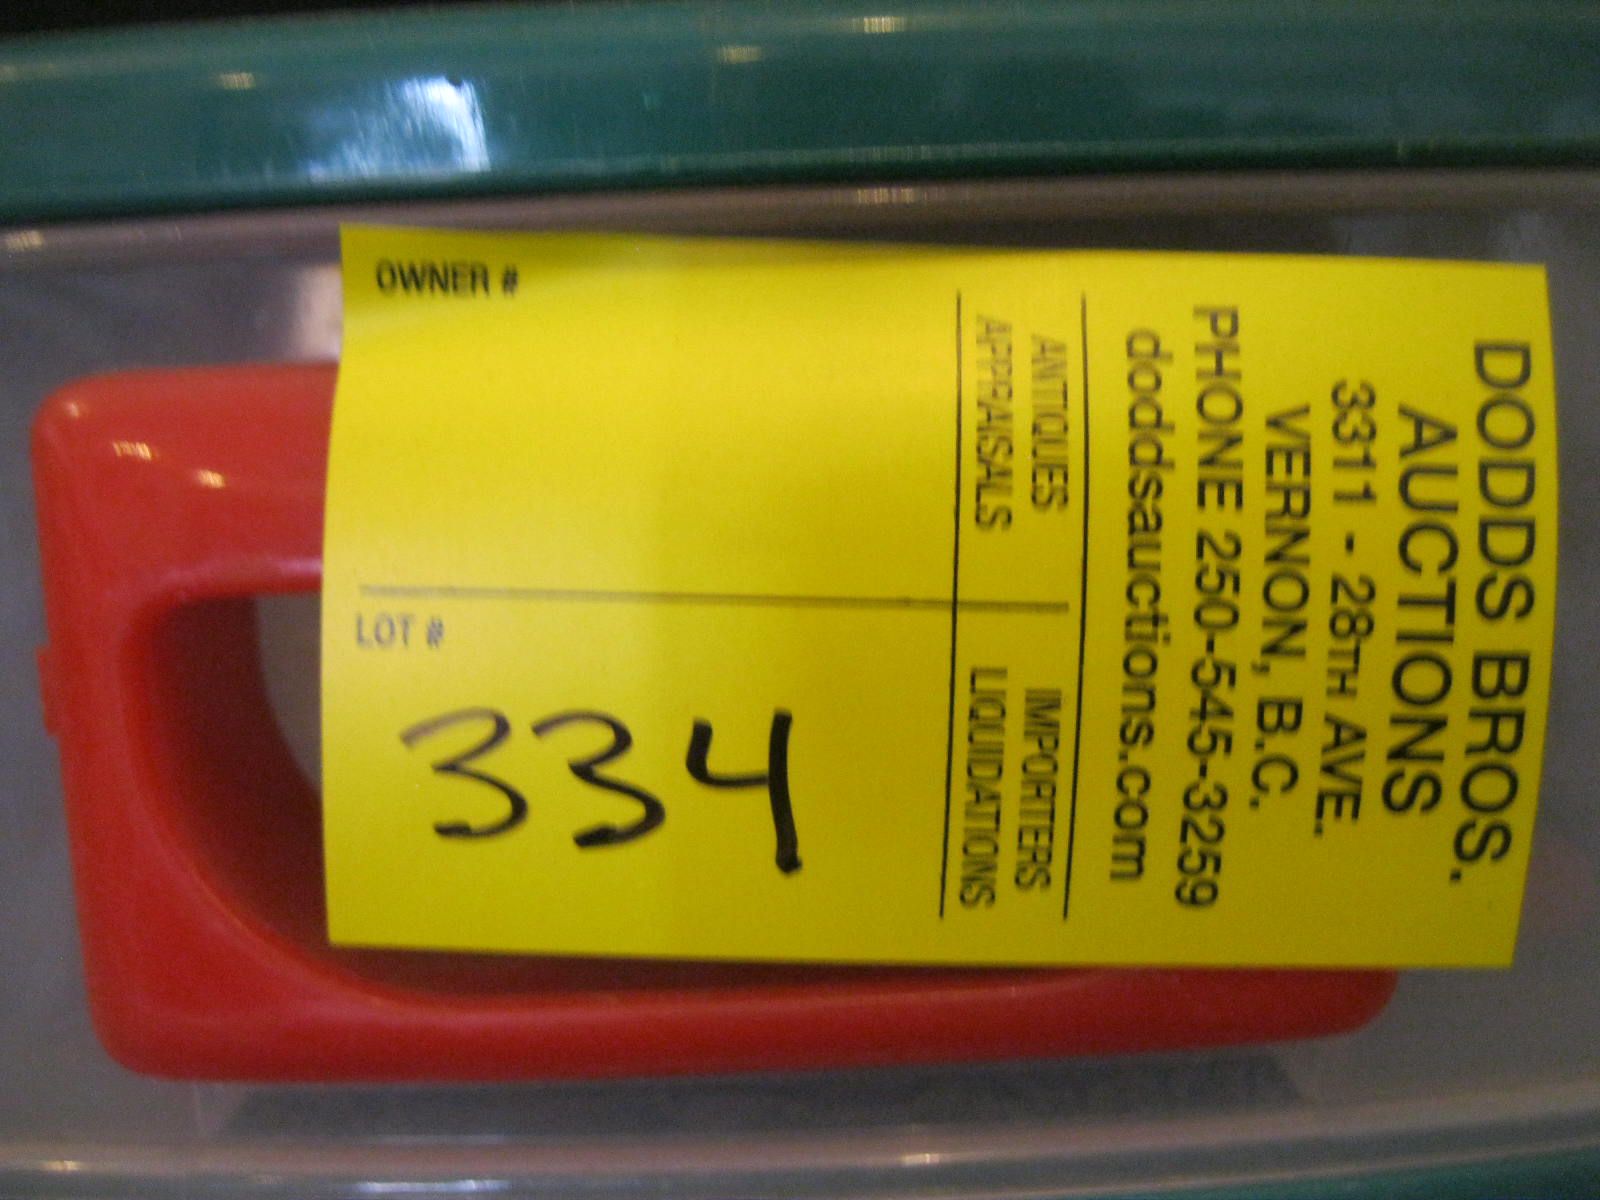 DODDS BROS.
AUCTIONS
3311 - 28TH AVE.
VERNON, B.C.
PHONE 250-545-3259
doddsauctions.com
ANTIQUES IMPORTERS
APPRAISALS LIQUIDATIONS
OWNER #
LOT #
334